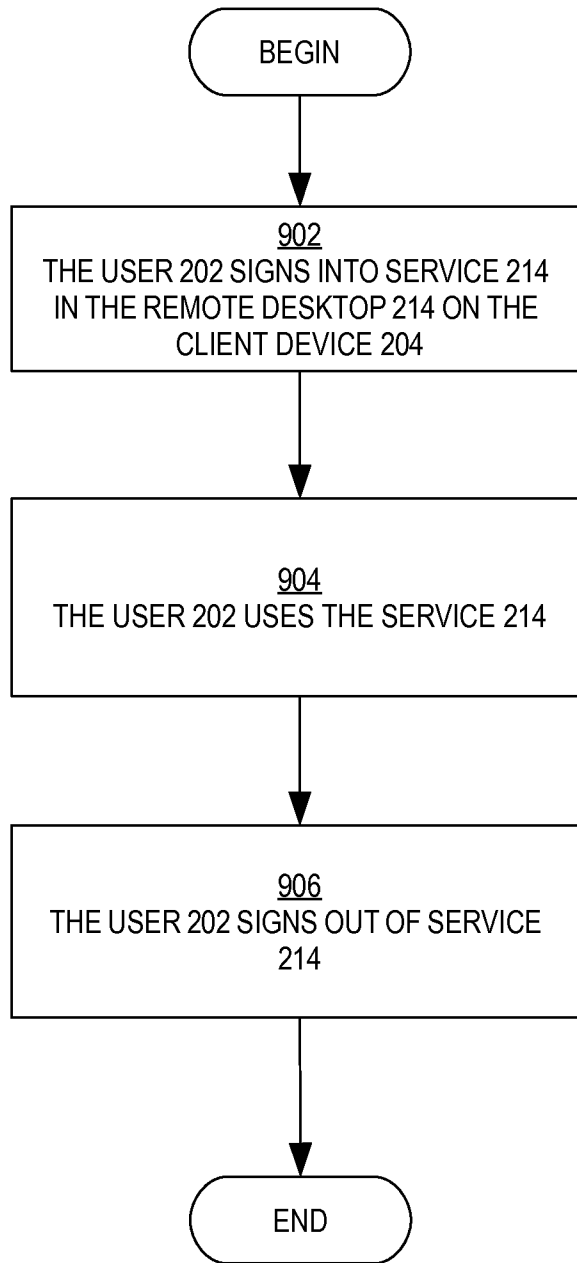 BEGIN
902
THE USER 202 SIGNS INTO SERVICE 214
IN THE REMOTE DESKTOP 214 ON THE
CLIENT DEVICE 204
904
THE USER 202 USES THE SERVICE 214
906
THE USER 202 SIGNS OUT OF SERVICE
214
END